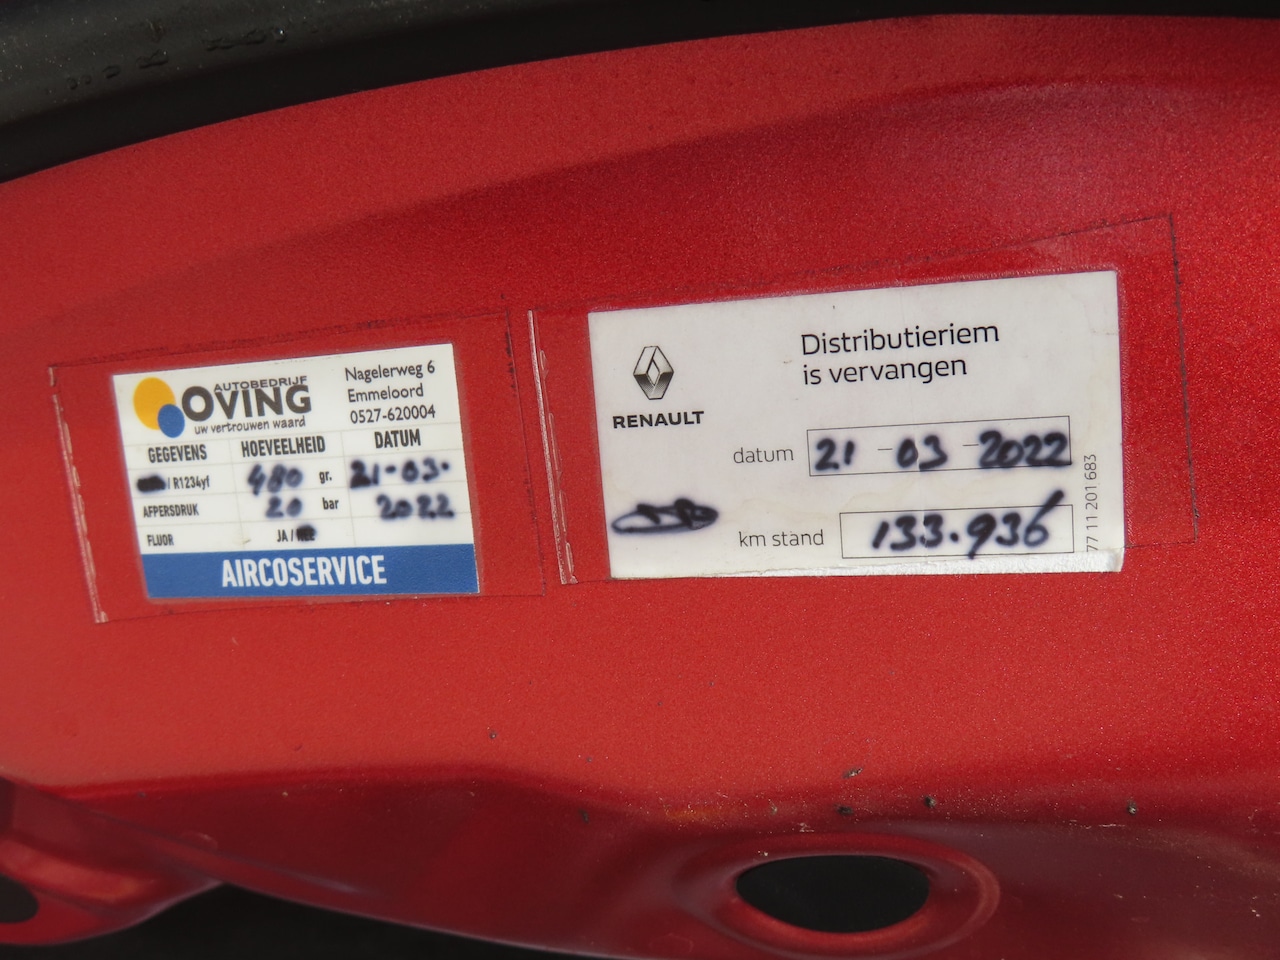 AUTOBEDRIJF
OVING
uw vertrouwen waard
Nagelerweg 6
Emmeloord
0527-620004
GEGEVENS HOEVEELHEID DATUM
/ R1234yf 480 gr. 21-03-
AFPERSDRUK 20 bar 2022
FLUOR JA /
AIRCOSERVICE
RENAULT
Distributieriem
is vervangen
datum 21-03-2022
km stand 133.936
77 11 201 683